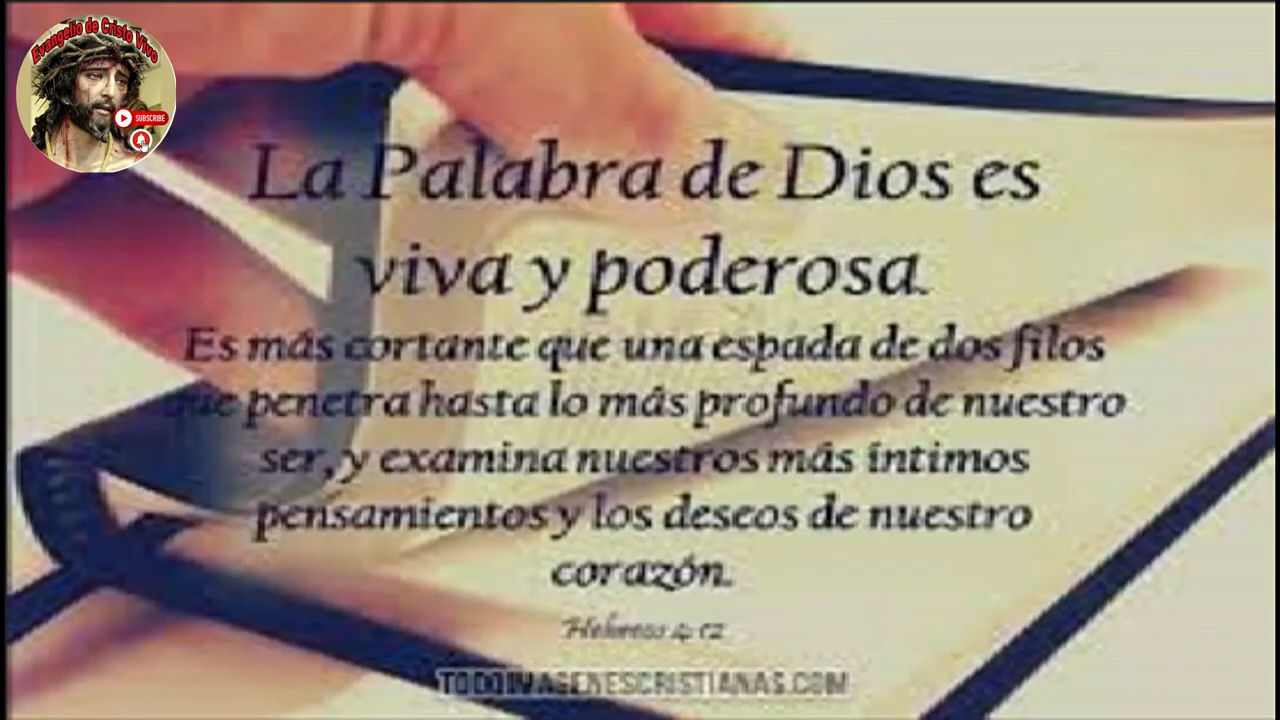 Evangelio de Cristo Vivo
SUBSCRIBE
La Palabra de Dios es
viva y poderosa.
Es más cortante que una espada de dos filos
que penetra hasta lo más profundo de nuestro
ser, y examina nuestros más íntimos
pensamientos y los deseos de nuestro
corazón.
Hebreos 4:12
TODOIMAGENESCRISTIANAS.COM